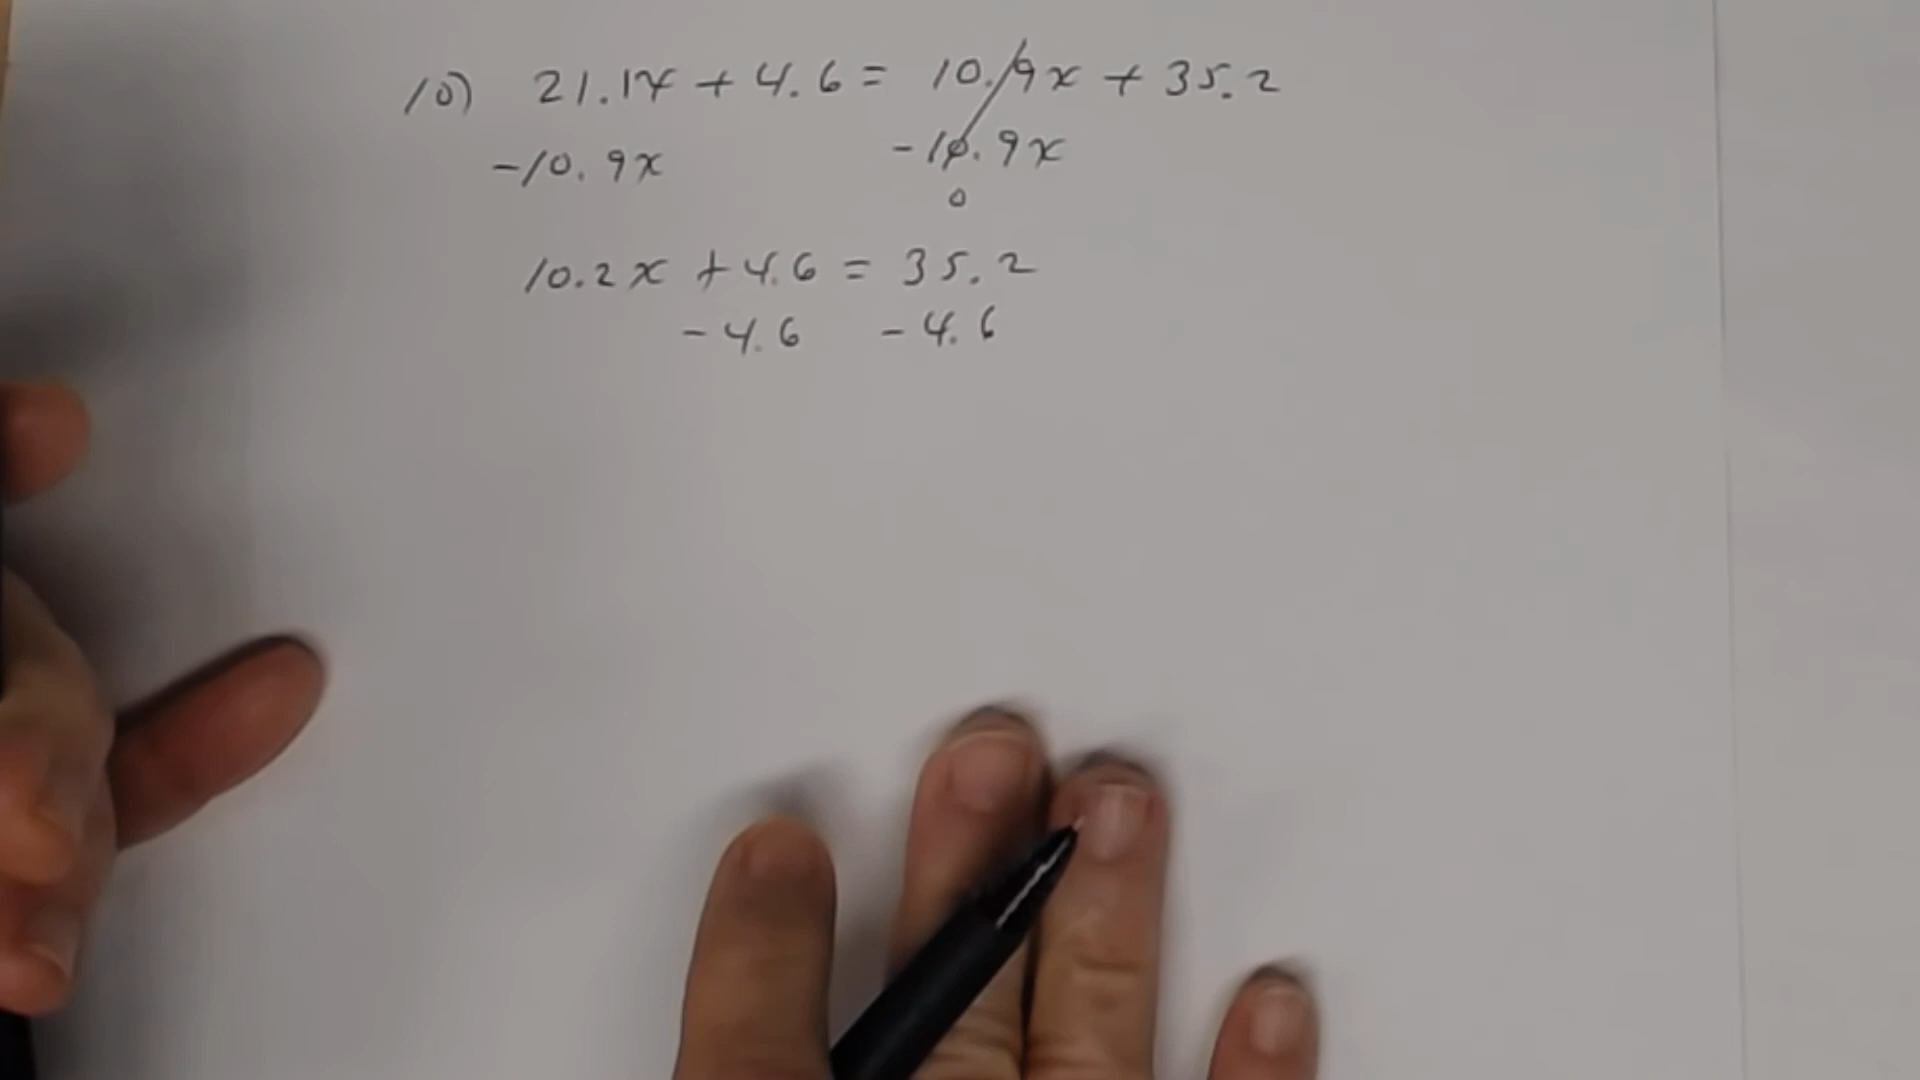 10) 21.1x + 4.6 = 10.9x + 35.2
-10.9x -10.9x
0
10.2x + 4.6 = 35.2
-4.6 -4.6